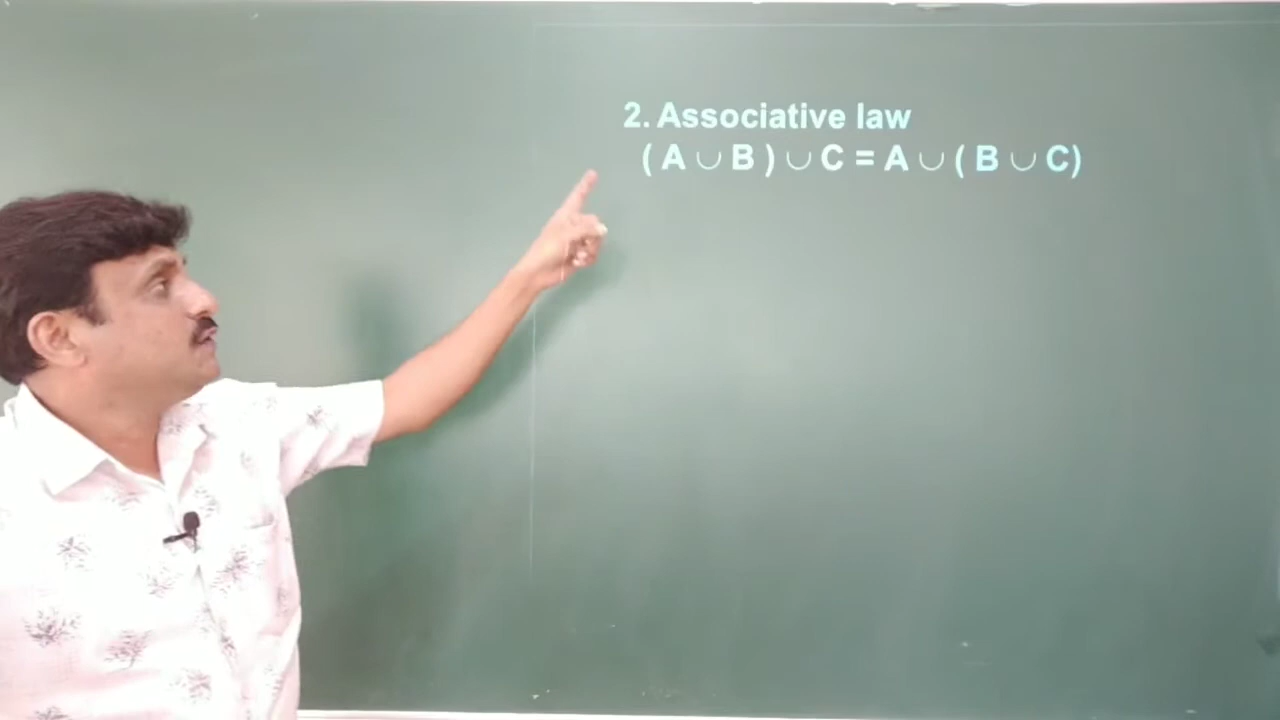 2. Associative law
( A ∪ B ) ∪ C = A ∪ ( B ∪ C)